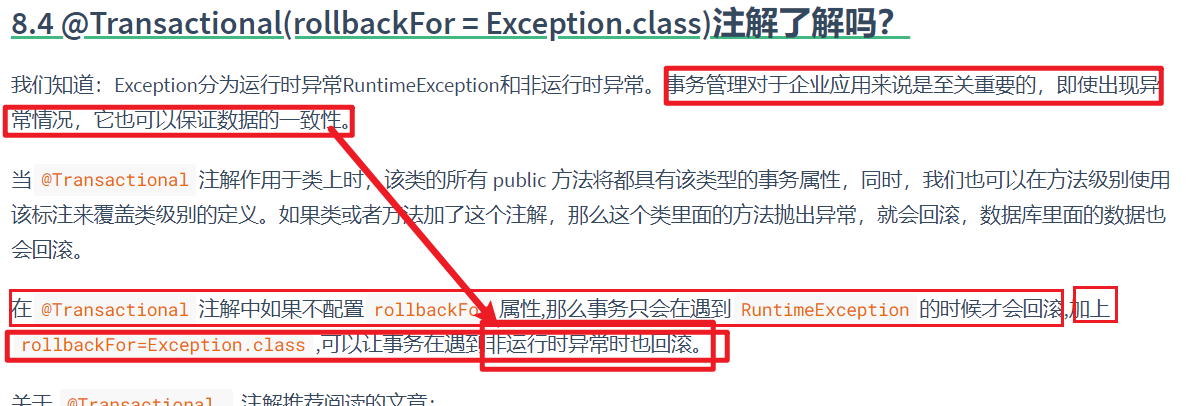 8.4 @Transactional(rollbackFor = Exception.class)注解了解吗？
我们知道：Exception分为运行时异常RuntimeException和非运行时异常。事务管理对于企业应用来说是至关重要的，即使出现异
常情况，它也可以保证数据的一致性。
当 @Transactional 注解作用于类上时，该类的所有 public 方法将都具有该类型的事务属性，同时，我们也可以在方法级别使用
该标注来覆盖类级别的定义。如果类或者方法加了这个注解，那么这个类里面的方法抛出异常，就会回滚，数据库里面的数据也
会回滚。
在 @Transactional 注解中如果不配置 rollbackFor 属性,那么事务只会在遇到 RuntimeException 的时候才会回滚,加上
rollbackFor=Exception.class ,可以让事务在遇到非运行时异常时也回滚。
关于 @Transactional 注解推荐阅读的文章：